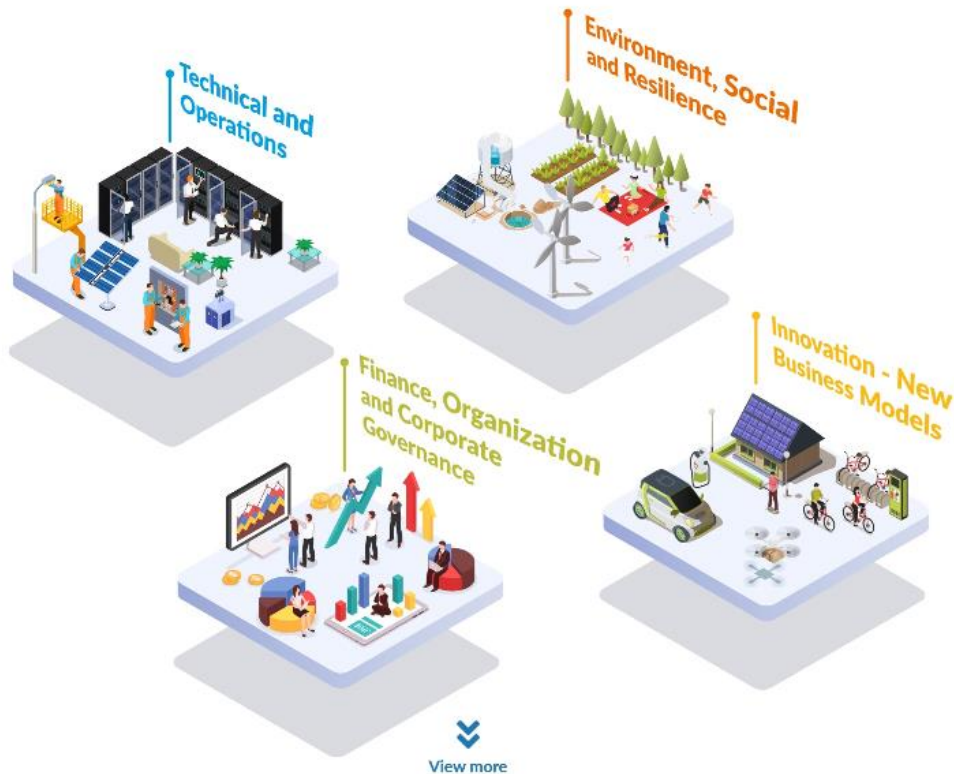 Environment, Social
and Resilience
Technical and
Operations
Innovation - New
Business Models
Finance, Organization
and Corporate
Governance
View more